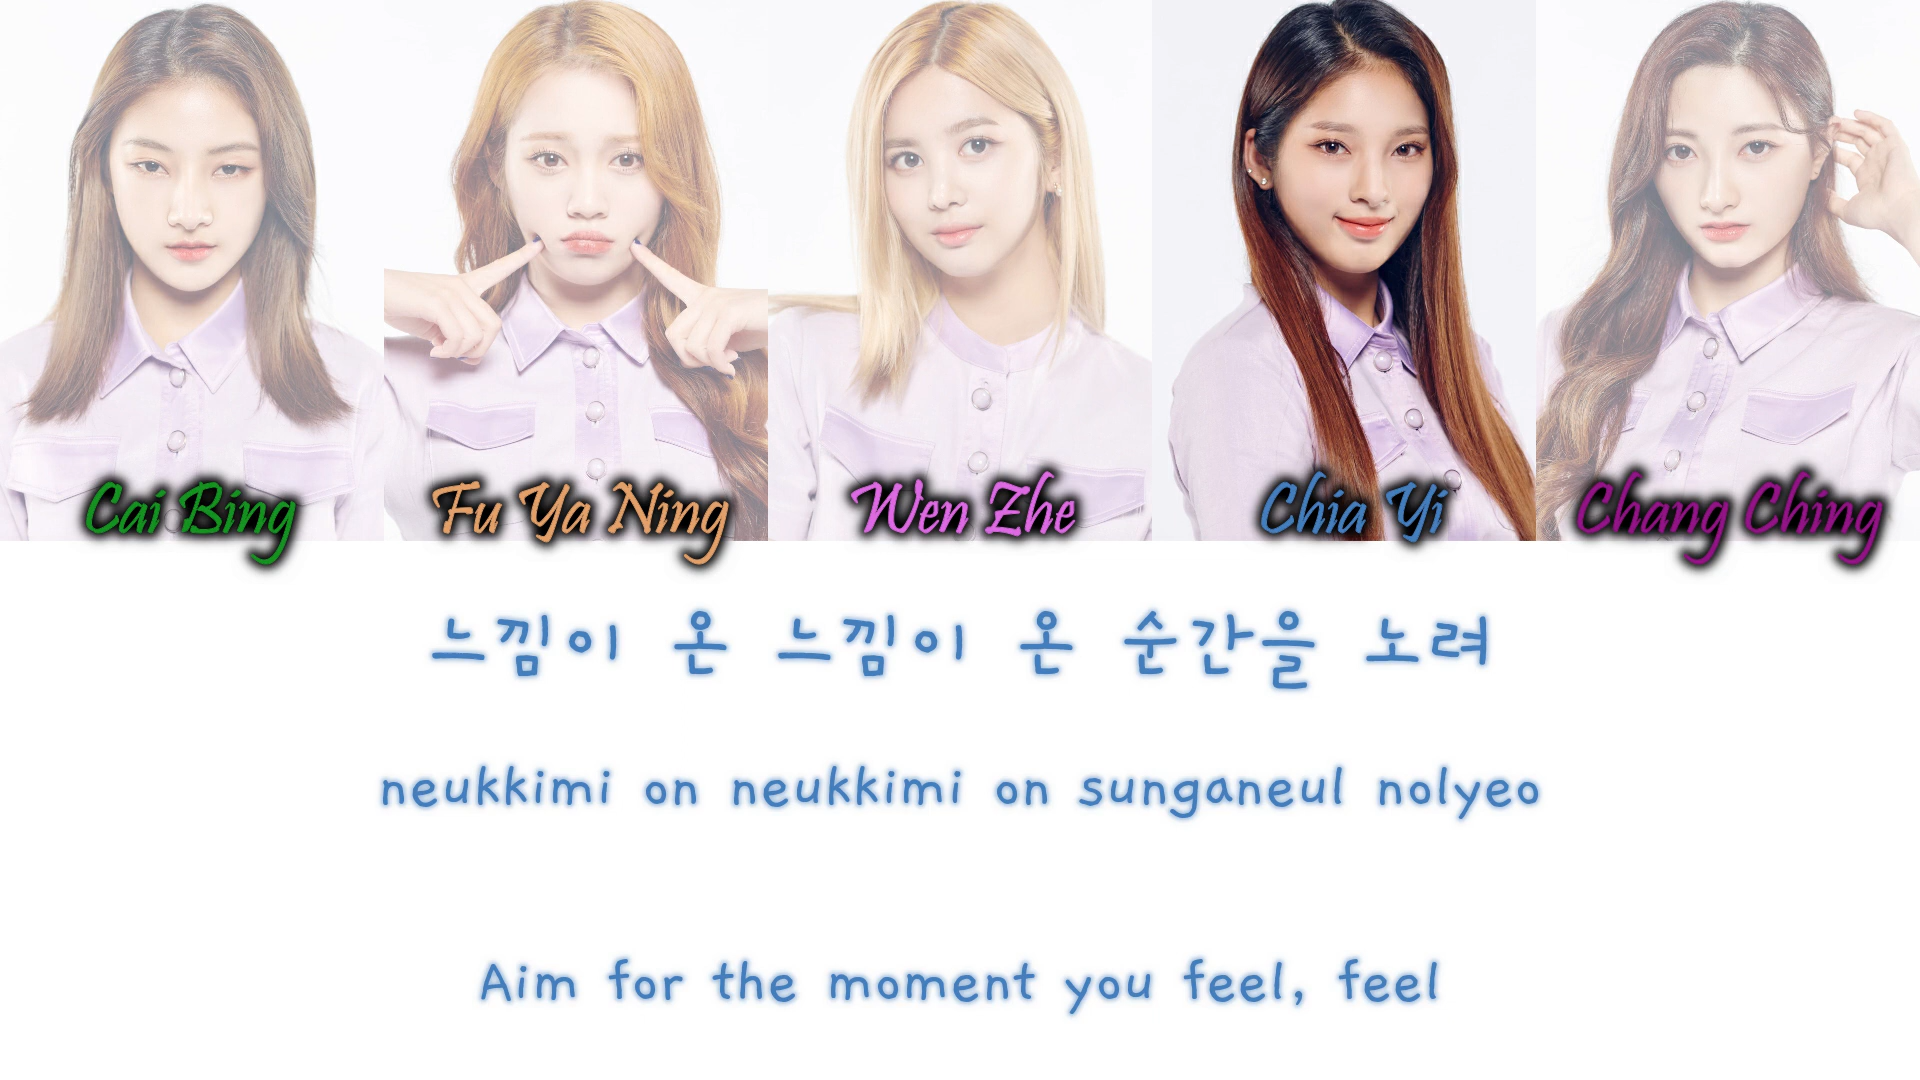 Cai Bing Fu Ya Ning Wen Zhe Chia Yi Chang Ching
느낌이 온 느낌이 온 순간을 노려
neukkimi on neukkimi on sunganeul nolyeo
Aim for the moment you feel, feel